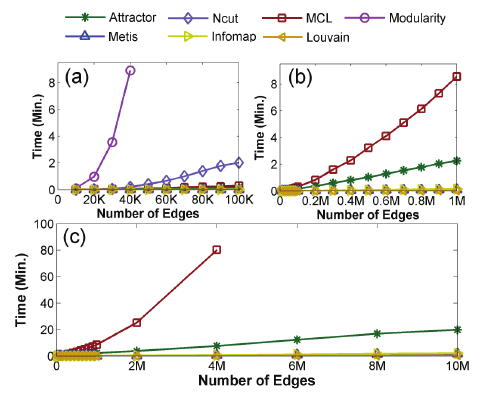 Attractor Ncut MCL Modularity
Metis Infomap Louvain
(a)
Time (Min.)
8
6
4
2
0
20K 40K 60K 80K 100K
Number of Edges
(b)
Time (Min.)
8
6
4
2
0
0 0.2M 0.4M 0.6M 0.8M 1M
Number of Edges
(c)
Time (Min.)
100
80
60
40
20
0
0 2M 4M 6M 8M 10M
Number of Edges